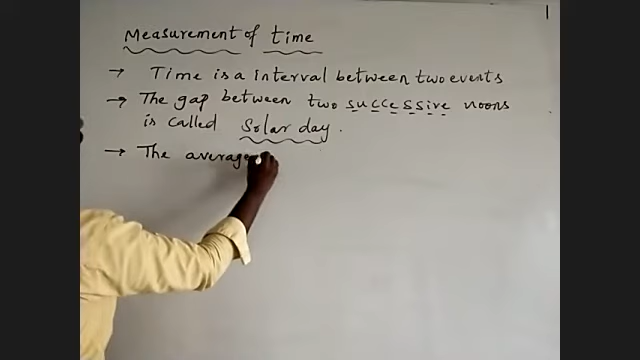 Measurement of time
→ Time is a interval between two events
→ The gap between two successive noons
is called Solar day.
→ The average